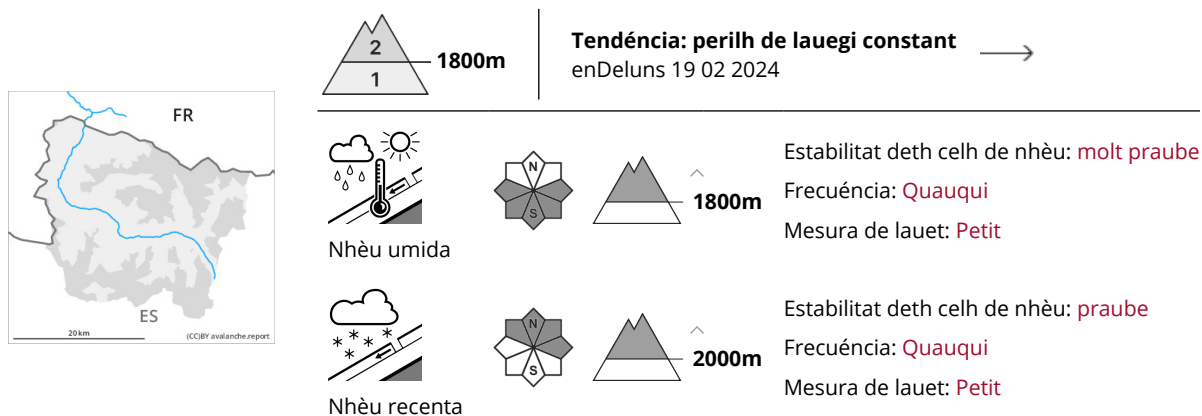 2
1
1800m
Tendéncia: perilh de lauegi constant
enDeluns 19 02 2024
FR
ES
20 km
(CC)BY avalanche.report
N
S
1800m
Nhèu umida
Estabilitat deth celh de nhèu: molt praube
Frecuéncia: Quauqui
Mesura de lauet: Petit
N
S
2000m
Nhèu recenta
Estabilitat deth celh de nhèu: praube
Frecuéncia: Quauqui
Mesura de lauet: Petit